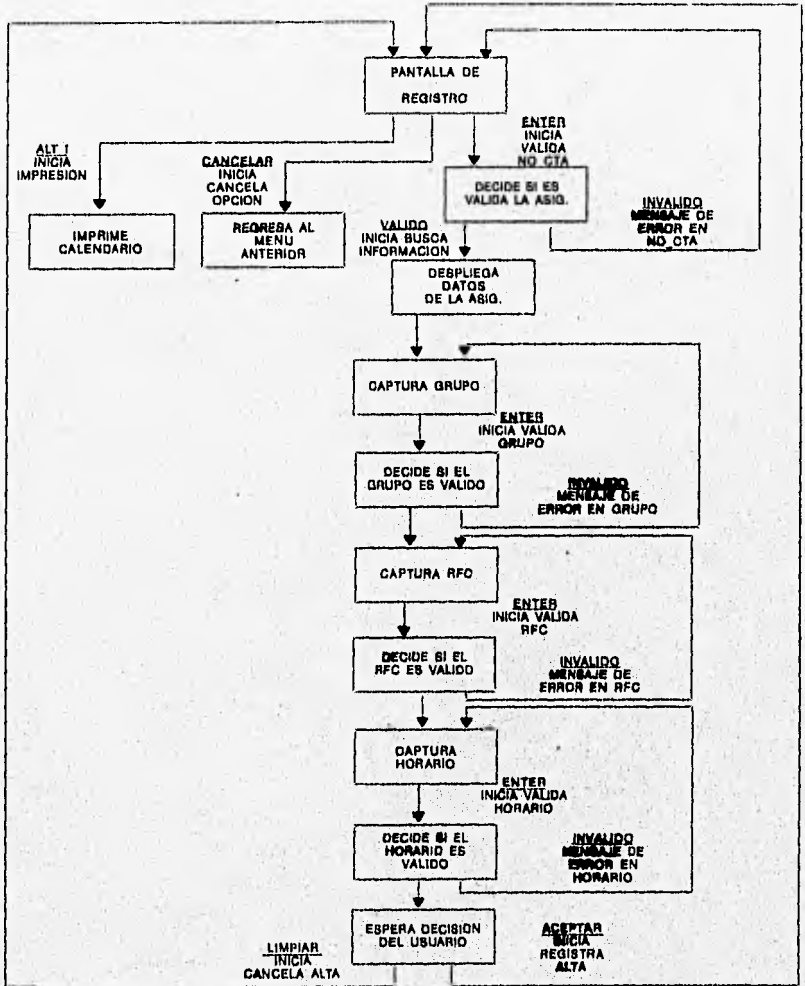 PANTALLA DE
REGISTRO
ALT I
INICIA
IMPRESION
CANCELAR
INICIA
CANCELA
OPCION
ENTER
INICIA
VALIDA
NO CTA
IMPRIME
CALENDARIO
REGRESA AL
MENU
ANTERIOR
DECIDE SI ES
VALIDA LA ASIG.
INVALIDO
MENSAJE DE
ERROR EN
NO CTA
VALIDO
INICIA BUSCA
INFORMACION
DESPLIEGA
DATOS
DE LA ASIG.
CAPTURA GRUPO
ENTER
INICIA VALIDA
GRUPO
DECIDE SI EL
GRUPO ES VALIDO
INVALIDO
MENSAJE DE
ERROR EN GRUPO
CAPTURA RFC
ENTER
INICIA VALIDA
RFC
DECIDE SI EL
RFC ES VALIDO
INVALIDO
MENSAJE DE
ERROR EN RFC
CAPTURA
HORARIO
ENTER
INICIA VALIDA
HORARIO
DECIDE SI EL
HORARIO ES
VALIDO
INVALIDO
MENSAJE DE
ERROR EN
HORARIO
ESPERA DECISION
DEL USUARIO
LIMPIAR
INICIA
CANCELA ALTA
ACEPTAR
INICIA
REGISTRA
ALTA